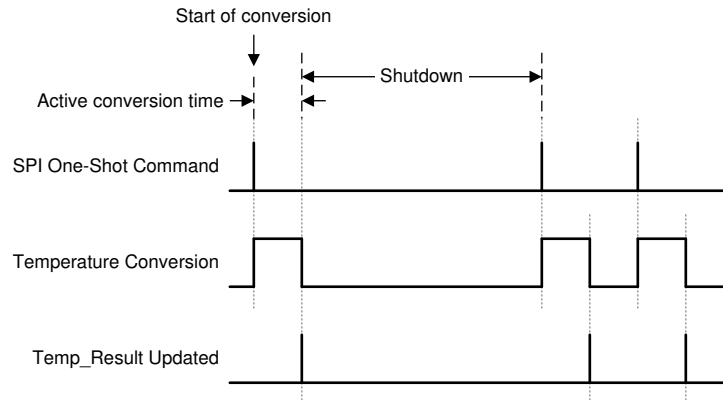 Start of conversion
Shutdown
Active conversion time
SPI One-Shot Command
Temperature Conversion
Temp_Result Updated